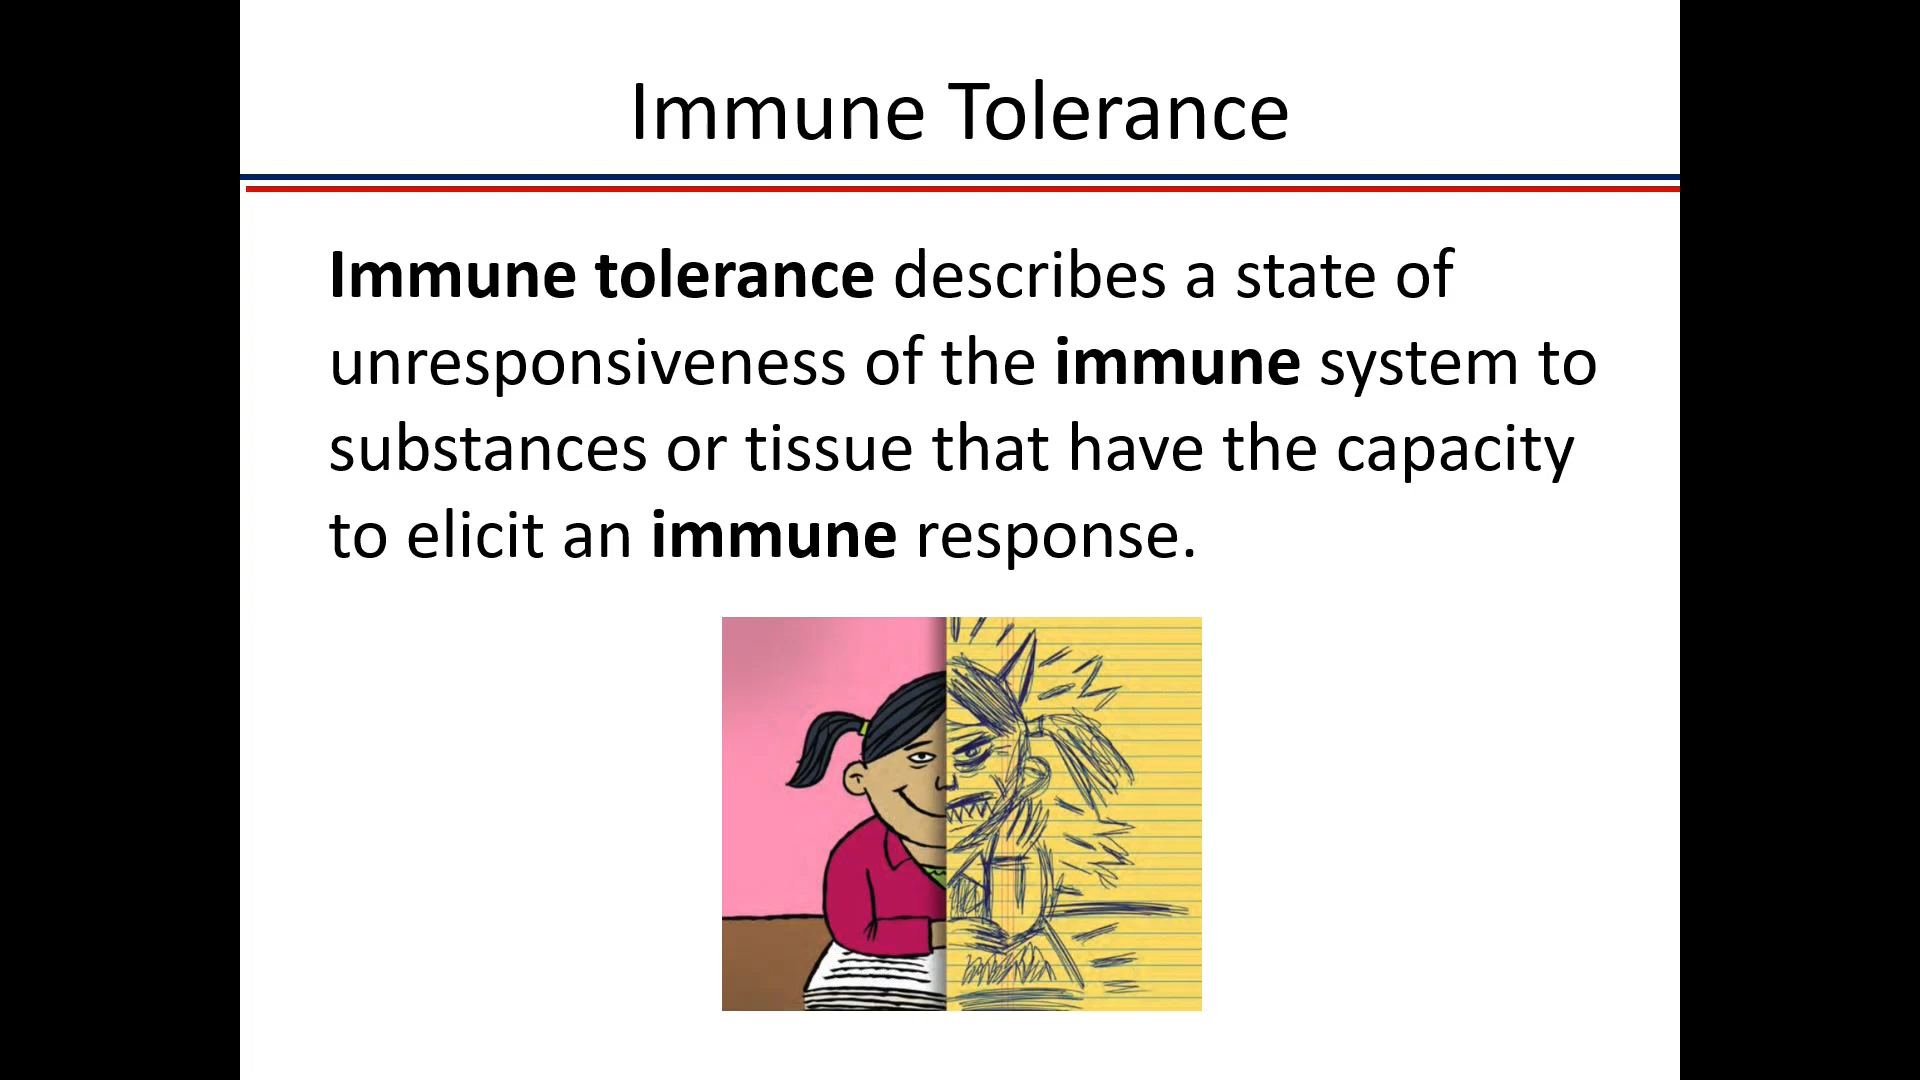 Immune Tolerance
Immune tolerance describes a state of
unresponsiveness of the immune system to
substances or tissue that have the capacity
to elicit an immune response.